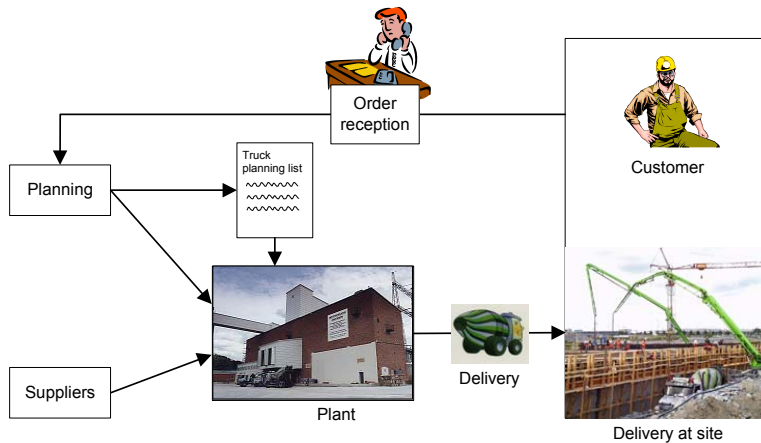 Order
reception
Customer
Truck
planning list
Planning
Delivery
Suppliers
Plant
Delivery at site